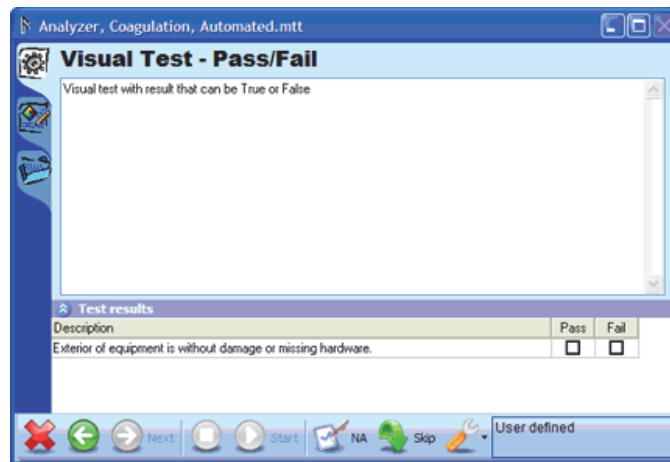 Analyzer, Coagulation, Automated.mtt
Visual Test - Pass/Fail
Visual test with result that can be True or False
Test results
Description Pass Fail
Exterior of equipment is without damage or missing hardware.
Next Start NA Skip User defined